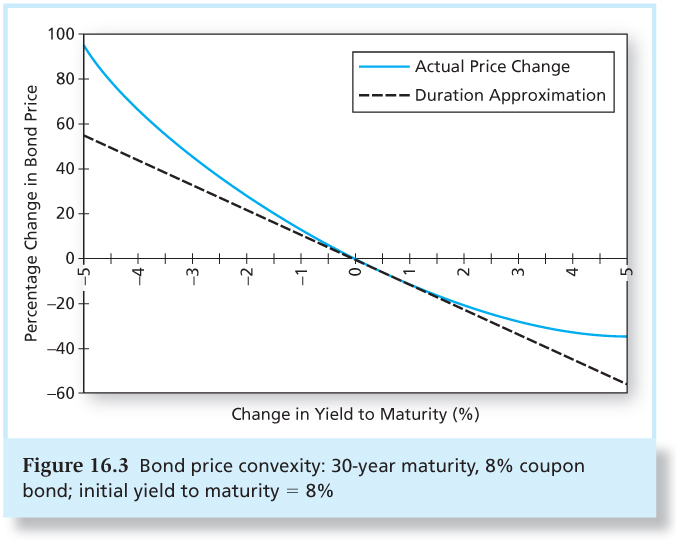 100
80
60
40
20
0
−20
−40
−60
Percentage Change in Bond Price
Actual Price Change
Duration Approximation
−5 −4 −3 −2 −1 0 1 2 3 4 5
Change in Yield to Maturity (%)
Figure 16.3 Bond price convexity: 30-year maturity, 8% coupon
bond; initial yield to maturity = 8%